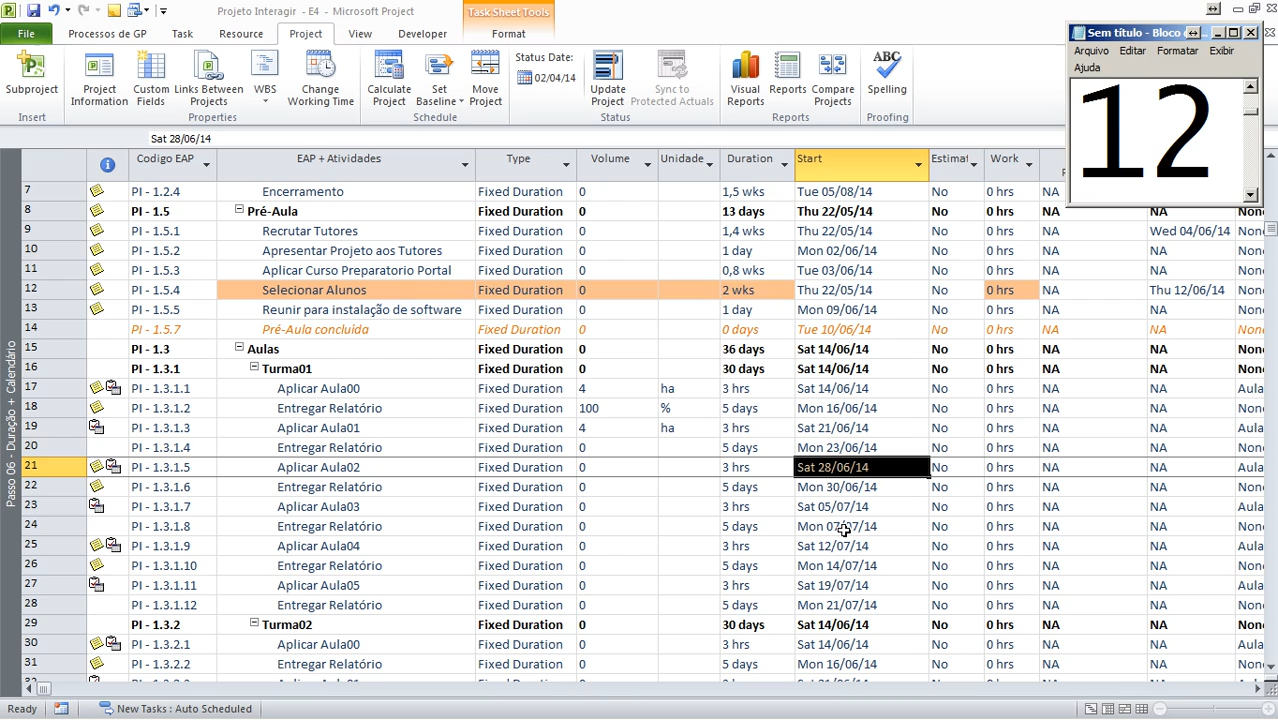 Projeto Interagir - E4 - Microsoft Project
Task Sheet Tools
File Processos de GP Task Resource Project View Developer Format
Subproject
Project Information
Custom Fields
Links Between Projects
WBS
Change Working Time
Calculate Project
Set Baseline
Move Project
Status Date:
02/04/14
Update Project
Sync to Protected Actuals
Visual Reports
Reports
Compare Projects
Spelling
Insert Properties Schedule Status Reports Proofing
Sem título - Bloco
Arquivo Editar Formatar Exibir
Ajuda
12
Sat 28/06/14
Codigo EAP EAP + Atividades Type Volume Unidade Duration Start Estimat Work
7 PI - 1.2.4 Encerramento Fixed Duration 0 1,5 wks Tue 05/08/14 No 0 hrs NA NA None
8 PI - 1.5 Pré-Aula Fixed Duration 0 13 days Thu 22/05/14 No 0 hrs NA NA None
9 PI - 1.5.1 Recrutar Tutores Fixed Duration 0 1,4 wks Thu 22/05/14 No 0 hrs NA Wed 04/06/14 None
10 PI - 1.5.2 Apresentar Projeto aos Tutores Fixed Duration 0 1 day Mon 02/06/14 No 0 hrs NA NA None
11 PI - 1.5.3 Aplicar Curso Preparatorio Portal Fixed Duration 0 0,8 wks Tue 03/06/14 No 0 hrs NA NA None
12 PI - 1.5.4 Selecionar Alunos Fixed Duration 0 2 wks Thu 22/05/14 No 0 hrs NA Thu 12/06/14 None
13 PI - 1.5.5 Reunir para instalação de software Fixed Duration 0 1 day Mon 09/06/14 No 0 hrs NA NA None
14 PI - 1.5.7 Pré-Aula concluida Fixed Duration 0 0 days Tue 10/06/14 No 0 hrs NA NA None
15 PI - 1.3 Aulas Fixed Duration 0 36 days Sat 14/06/14 No 0 hrs NA NA None
16 PI - 1.3.1 Turma01 Fixed Duration 0 30 days Sat 14/06/14 No 0 hrs NA NA None
17 PI - 1.3.1.1 Aplicar Aula00 Fixed Duration 4 ha 3 hrs Sat 14/06/14 No 0 hrs NA NA Aula
18 PI - 1.3.1.2 Entregar Relatório Fixed Duration 100 % 5 days Mon 16/06/14 No 0 hrs NA NA None
19 PI - 1.3.1.3 Aplicar Aula01 Fixed Duration 4 ha 3 hrs Sat 21/06/14 No 0 hrs NA NA Aula
20 PI - 1.3.1.4 Entregar Relatório Fixed Duration 0 5 days Mon 23/06/14 No 0 hrs NA NA None
21 PI - 1.3.1.5 Aplicar Aula02 Fixed Duration 0 3 hrs Sat 28/06/14 No 0 hrs NA NA Aula
22 PI - 1.3.1.6 Entregar Relatório Fixed Duration 0 5 days Mon 30/06/14 No 0 hrs NA NA None
23 PI - 1.3.1.7 Aplicar Aula03 Fixed Duration 0 3 hrs Sat 05/07/14 No 0 hrs NA NA Aula
24 PI - 1.3.1.8 Entregar Relatório Fixed Duration 0 5 days Mon 07/07/14 No 0 hrs NA NA None
25 PI - 1.3.1.9 Aplicar Aula04 Fixed Duration 0 3 hrs Sat 12/07/14 No 0 hrs NA NA Aula
26 PI - 1.3.1.10 Entregar Relatório Fixed Duration 0 5 days Mon 14/07/14 No 0 hrs NA NA None
27 PI - 1.3.1.11 Aplicar Aula05 Fixed Duration 0 3 hrs Sat 19/07/14 No 0 hrs NA NA Aula
28 PI - 1.3.1.12 Entregar Relatório Fixed Duration 0 5 days Mon 21/07/14 No 0 hrs NA NA None
29 PI - 1.3.2 Turma02 Fixed Duration 0 30 days Sat 14/06/14 No 0 hrs NA NA None
30 PI - 1.3.2.1 Aplicar Aula00 Fixed Duration 0 3 hrs Sat 14/06/14 No 0 hrs NA NA Aula
31 PI - 1.3.2.2 Entregar Relatório Fixed Duration 0 5 days Mon 16/06/14 No 0 hrs NA NA None
Passo 06 - Duração + Calendário
Ready New Tasks : Auto Scheduled